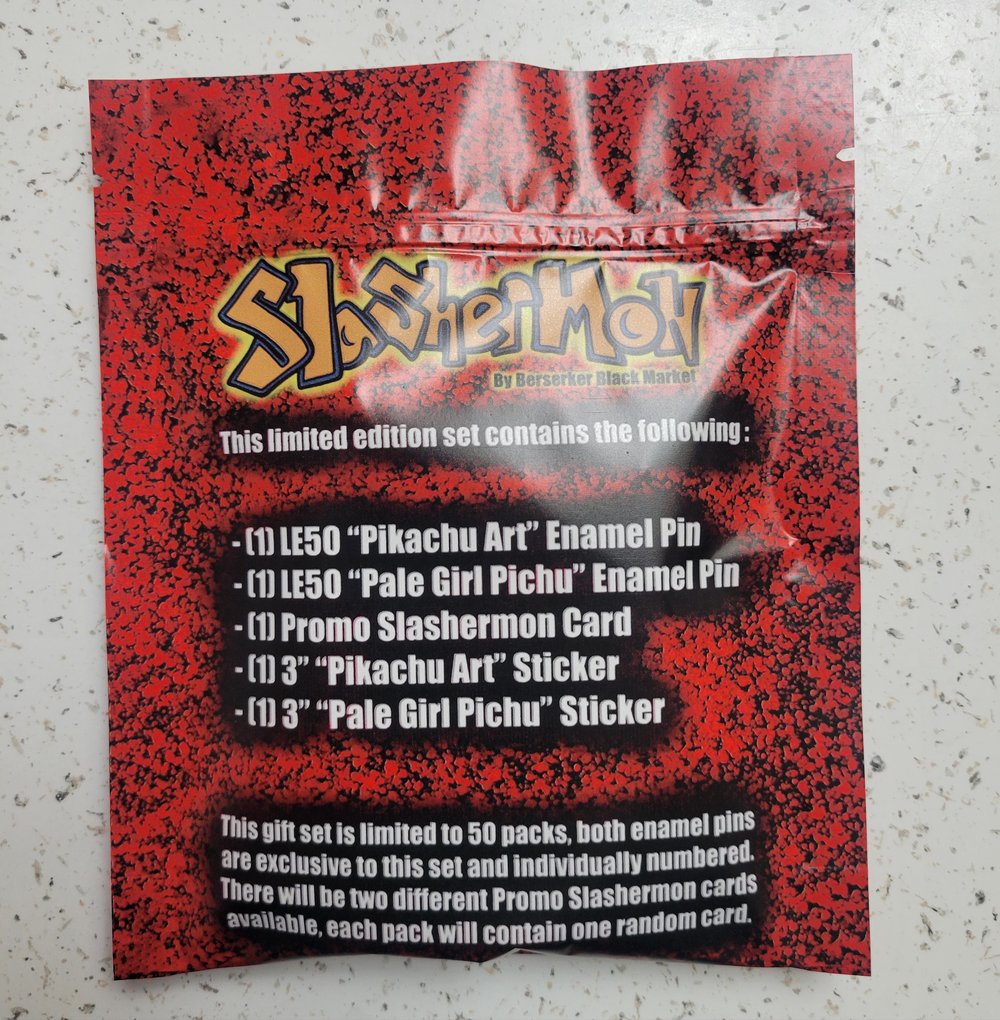 SlasherMon
By Berserker Black Market
This limited edition set contains the following:
-(1) LE50 “Pikachu Art” Enamel Pin
-(1) LE50 “Pale Girl Pichu” Enamel Pin
-(1) Promo Slashermon Card
-(1) 3” “Pikachu Art” Sticker
-(1) 3” “Pale Girl Pichu” Sticker
This gift set is limited to 50 packs, both enamel pins
are exclusive to this set and individually numbered.
There will be two different Promo Slashermon cards
available, each pack will contain one random card.